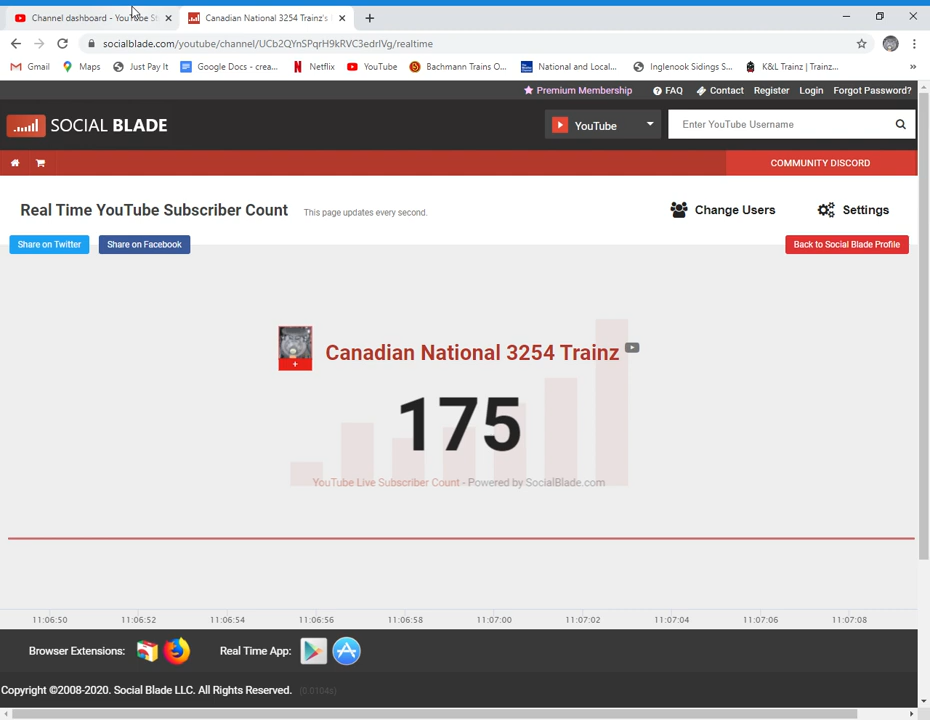 Channel dashboard - YouTube St
Canadian National 3254 Trainz's
socialblade.com/youtube/channel/UCb2QYnSPqrH9kRVC3edrIVg/realtime
Gmail Maps Just Pay It Google Docs - crea... Netflix YouTube Bachmann Trains O... National and Local... Inglenook Sidings S... K&L Trainz | Trainz... »
Premium Membership FAQ Contact Register Login Forgot Password?
SOCIAL BLADE YouTube Enter YouTube Username
COMMUNITY DISCORD
Real Time YouTube Subscriber Count This page updates every second. Change Users Settings
Share on Twitter Share on Facebook Back to Social Blade Profile
Canadian National 3254 Trainz
175
YouTube Live Subscriber Count - Powered by SocialBlade.com
11:06:50 11:06:52 11:06:54 11:06:56 11:06:58 11:07:00 11:07:02 11:07:04 11:07:06 11:07:08
Browser Extensions: Real Time App:
Copyright ©2008-2020. Social Blade LLC. All Rights Reserved. (0.0104s)